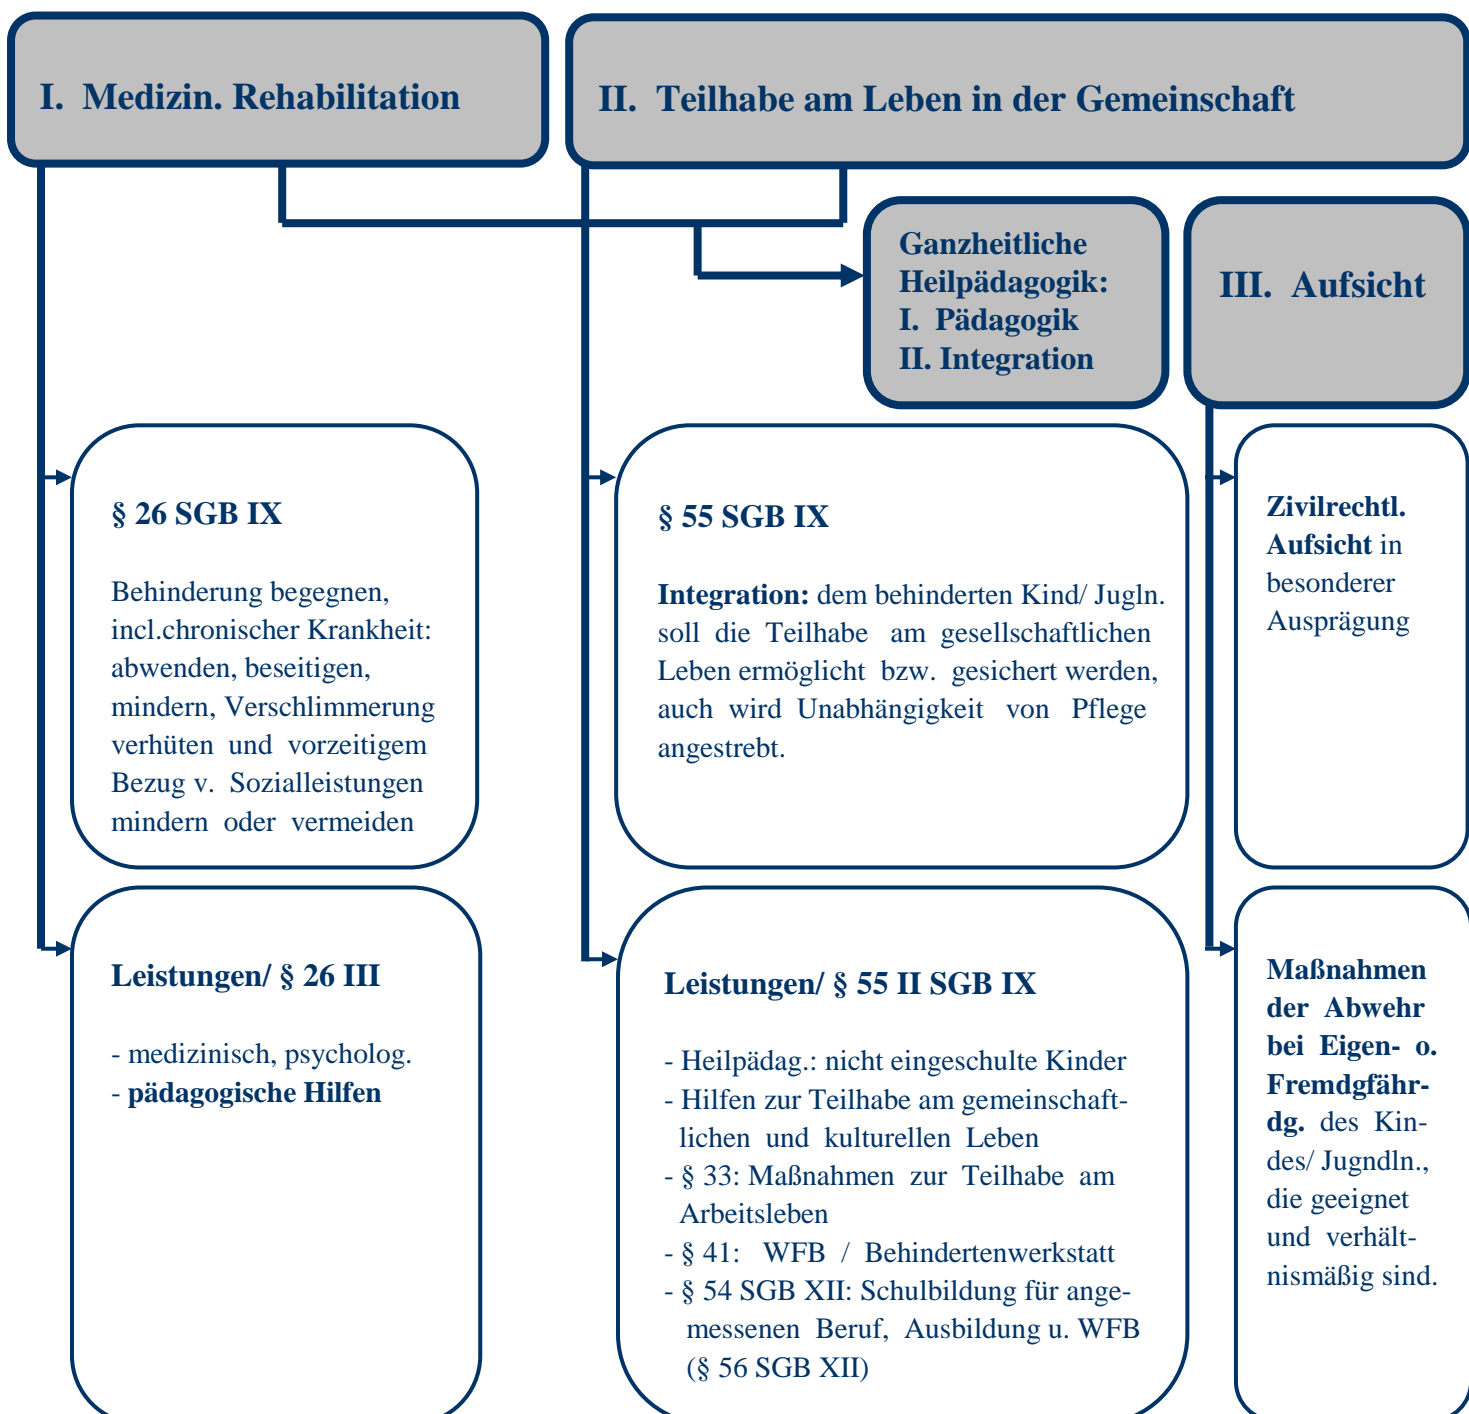 I. Medizin. Rehabilitation
II. Teilhabe am Leben in der Gemeinschaft
Ganzheitliche
Heilpädagogik:
I. Pädagogik
II. Integration
III. Aufsicht
§ 26 SGB IX
Behinderung begegnen,
incl.chronischer Krankheit:
abwenden, beseitigen,
mindern, Verschlimmerung
verhüten und vorzeitigem
Bezug v. Sozialleistungen
mindern oder vermeiden
§ 55 SGB IX
Integration: dem behinderten Kind/ Jugln.
soll die Teilhabe am gesellschaftlichen
Leben ermöglicht bzw. gesichert werden,
auch wird Unabhängigkeit von Pflege
angestrebt.
Zivilrechtl.
Aufsicht in
besonderer
Ausprägung
Leistungen/ § 26 III
- medizinisch, psycholog.
- pädagogische Hilfen
Leistungen/ § 55 II SGB IX
- Heilpädag.: nicht eingeschulte Kinder
- Hilfen zur Teilhabe am gemeinschaft-
lichen und kulturellen Leben
- § 33: Maßnahmen zur Teilhabe am
Arbeitsleben
- § 41: WFB / Behindertenwerkstatt
- § 54 SGB XII: Schulbildung für ange-
messenen Beruf, Ausbildung u. WFB
(§ 56 SGB XII)
Maßnahmen
der Abwehr
bei Eigen- o.
Fremdgfähr-
dg. des Kin-
des/ Jugndln.,
die geeignet
und verhält-
nismäßig sind.